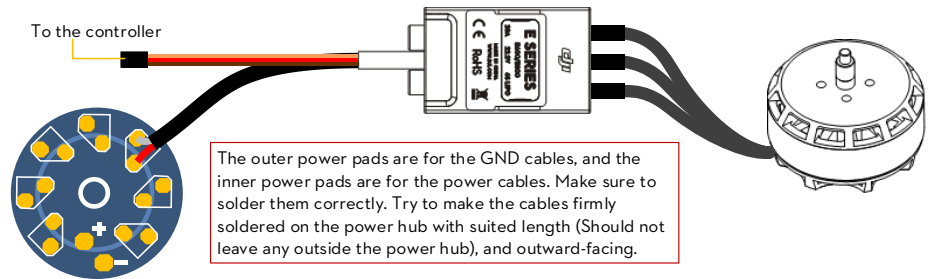 To the controller
dji
E SERIES
RoHS
The outer power pads are for the GND cables, and the
inner power pads are for the power cables. Make sure to
solder them correctly. Try to make the cables firmly
soldered on the power hub with suited length (Should not
leave any outside the power hub), and outward-facing.